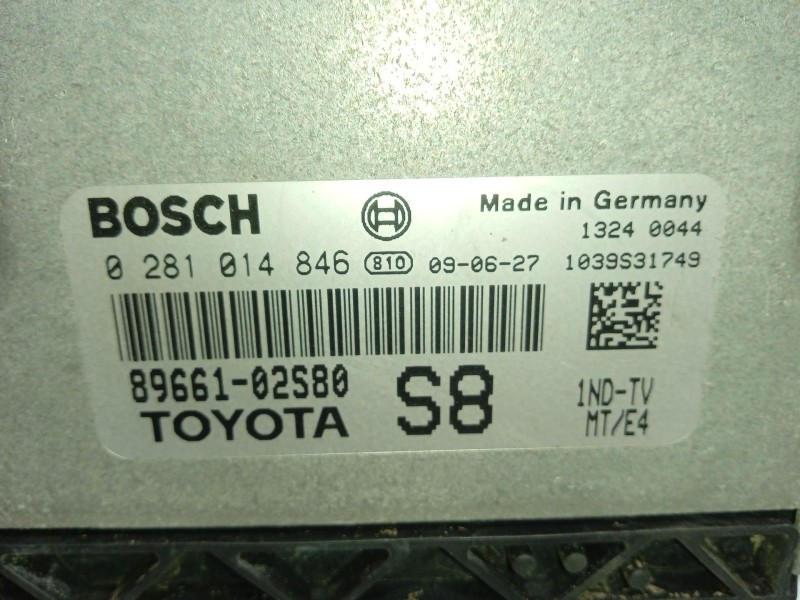 BOSCH Made in Germany
1324 0044
0 281 014 846 810 09-06-27 1039S31749
89661-02S80 S8 1ND-TV
TOYOTA MT/E4